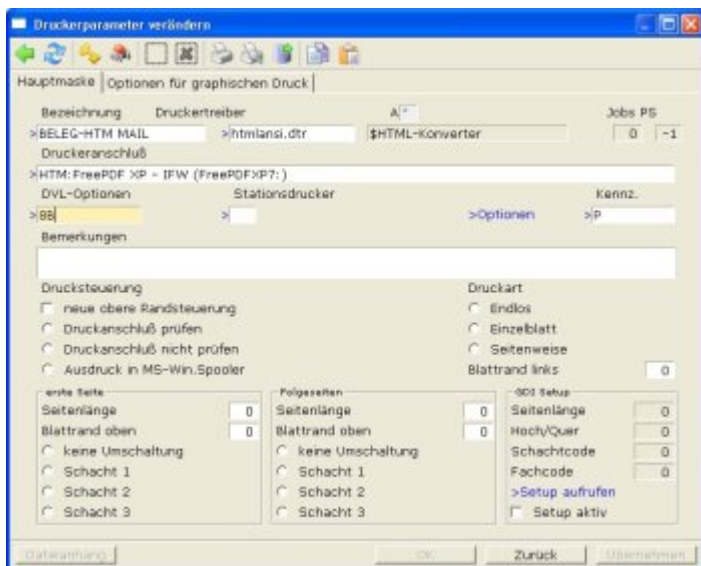 Druckerparameter verändern
Hauptmaske Optionen für graphischen Druck
Bezeichnung Druckertreiber A * Jobs PS
>BELEG-HTM MAIL >htmlansi.dtr $HTML-Konverter 0 -1
Druckeranschluß
>HTM:FreePDF XP - IFW (FreePDFXP7:)
DVL-Optionen Stationsdrucker Kennz.
>BB > >Optionen >P
Bemerkungen
Drucksteuerung Druckart
neue obere Randsteuerung Endlos
Druckanschluß prüfen Einzelblatt
Druckanschluß nicht prüfen Seitenweise
Ausdruck in MS-Win.Spooler Blattrand links 0
erste Seite Folgeseiten GDI Setup
Seitenlänge 0 Seitenlänge 0 Seitenlänge 0
Blattrand oben 0 Blattrand oben 0 Hoch/Quer 0
keine Umschaltung keine Umschaltung Schachtcode 0
Schacht 1 Schacht 1 Fachcode 0
Schacht 2 Schacht 2 >Setup aufrufen
Schacht 3 Schacht 3 Setup aktiv
Dateianhang OK Zurück Übernehmen